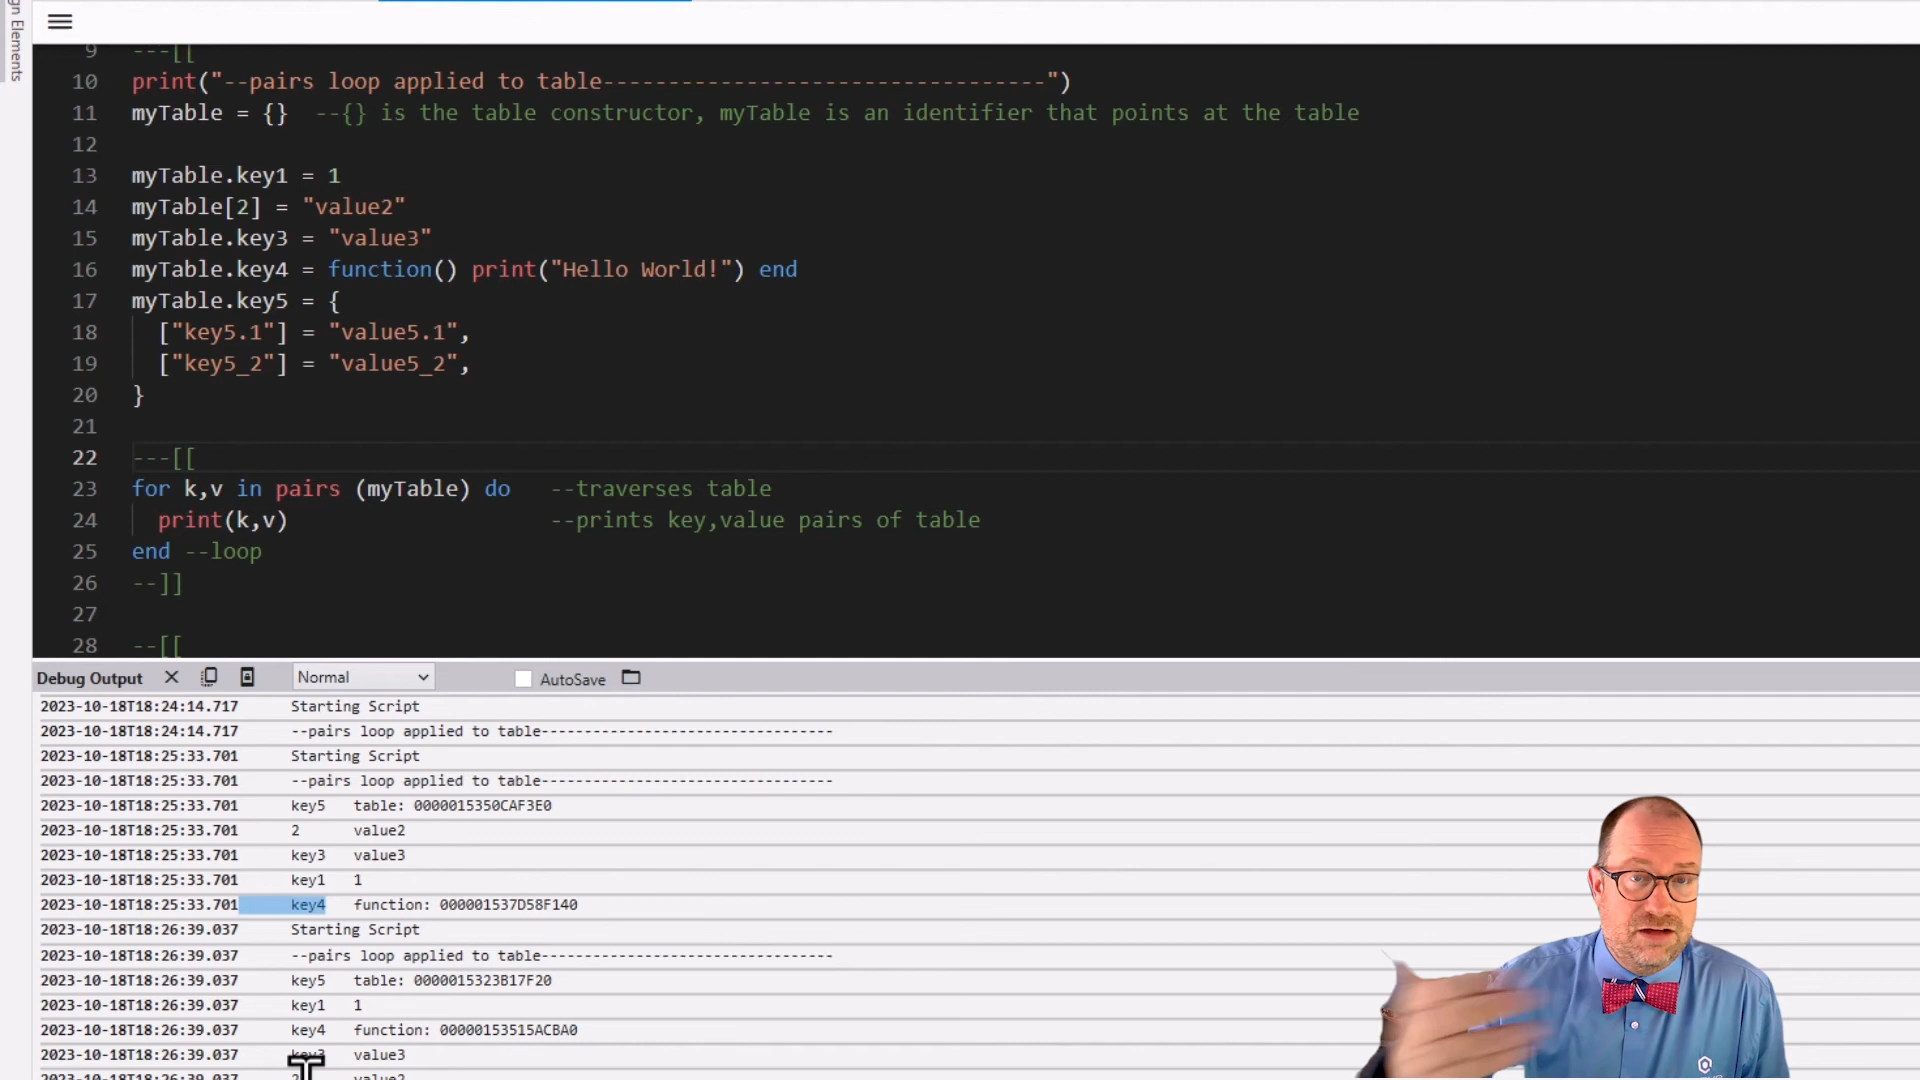 gn Elements
9 ---[[
10 print("--pairs loop applied to table----------------------------------")
11 myTable = {} --{} is the table constructor, myTable is an identifier that points at the table
12
13 myTable.key1 = 1
14 myTable[2] = "value2"
15 myTable.key3 = "value3"
16 myTable.key4 = function() print("Hello World!") end
17 myTable.key5 = {
18 ["key5.1"] = "value5.1",
19 ["key5_2"] = "value5_2",
20 }
21
22 ---[[
23 for k,v in pairs (myTable) do --traverses table
24 print(k,v) --prints key,value pairs of table
25 end --loop
26 --]]
27
28 --[[
Debug Output Normal AutoSave
2023-10-18T18:24:14.717 Starting Script
2023-10-18T18:24:14.717 --pairs loop applied to table----------------------------------
2023-10-18T18:25:33.701 Starting Script
2023-10-18T18:25:33.701 --pairs loop applied to table----------------------------------
2023-10-18T18:25:33.701 key5 table: 0000015350CAF3E0
2023-10-18T18:25:33.701 2 value2
2023-10-18T18:25:33.701 key3 value3
2023-10-18T18:25:33.701 key1 1
2023-10-18T18:25:33.701 key4 function: 000001537D58F140
2023-10-18T18:26:39.037 Starting Script
2023-10-18T18:26:39.037 --pairs loop applied to table----------------------------------
2023-10-18T18:26:39.037 key5 table: 0000015323B17F20
2023-10-18T18:26:39.037 key1 1
2023-10-18T18:26:39.037 key4 function: 00000153515ACBA0
2023-10-18T18:26:39.037 key3 value3
2023-10-18T18:26:39.037 2 value2